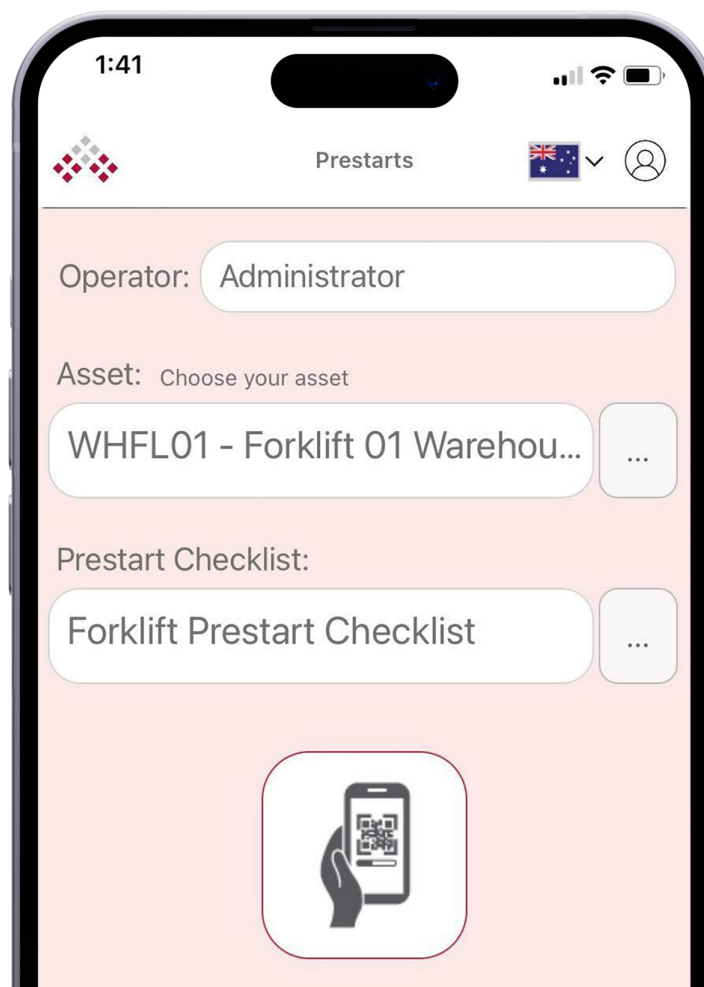 1:41
Prestarts
Operator: Administrator
Asset: Choose your asset
WHFL01 - Forklift 01 Warehou... ...
Prestart Checklist:
Forklift Prestart Checklist ...